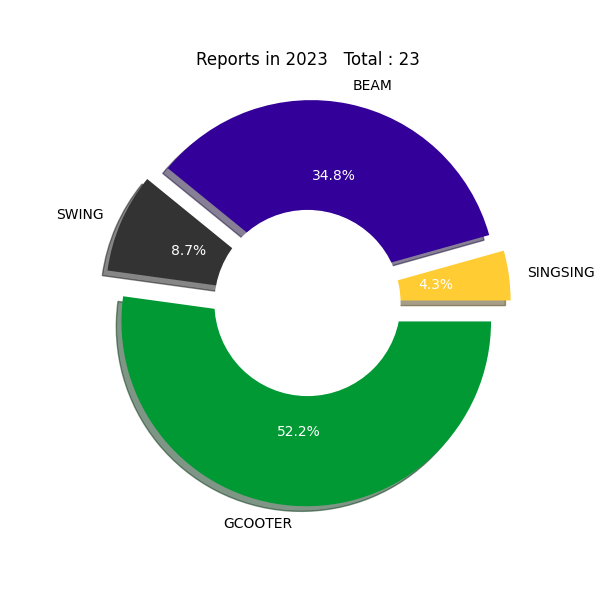 Reports in 2023   Total : 23
BEAM
34.8%
SWING
8.7%
SINGSING
4.3%
52.2%
GCOOTER